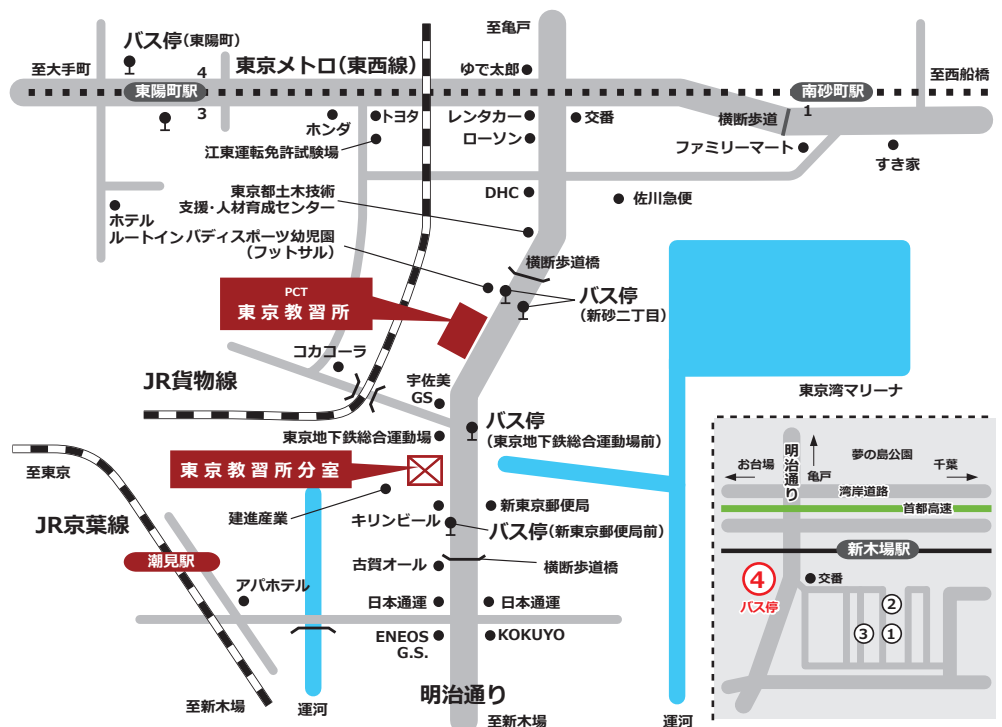 至亀戸
バス停(東陽町)
至大手町
4
東京メトロ(東西線)
ゆで太郎
至西船橋
東陽町駅
南砂町駅
3
1
ホンダ
トヨタ
レンタカー
交番
横断歩道
江東運転免許試験場
ローソン
ファミリーマート
すき家
東京都土木技術
支援・人材育成センター
DHC
佐川急便
ホテル
ルートイン
バディスポーツ幼児園
(フットサル)
横断歩道橋
PCT
東京教習所
バス停
(新砂二丁目)
コカコーラ
JR貨物線
宇佐美
GS
東京湾マリーナ
バス停
(東京地下鉄総合運動場前)
東京地下鉄総合運動場
至東京
東京教習所分室
JR京葉線
建進産業
キリンビール
新東京郵便局
バス停(新東京郵便局前)
潮見駅
古賀オール
横断歩道橋
アパホテル
日本通運
日本通運
ENEOS
G.S.
KOKUYO
明治通り
至新木場
運河
至新木場
運河
明治通り
夢の島公園
お台場
亀戸
千葉
湾岸道路
首都高速
新木場駅
4
バス停
交番
2
3
1